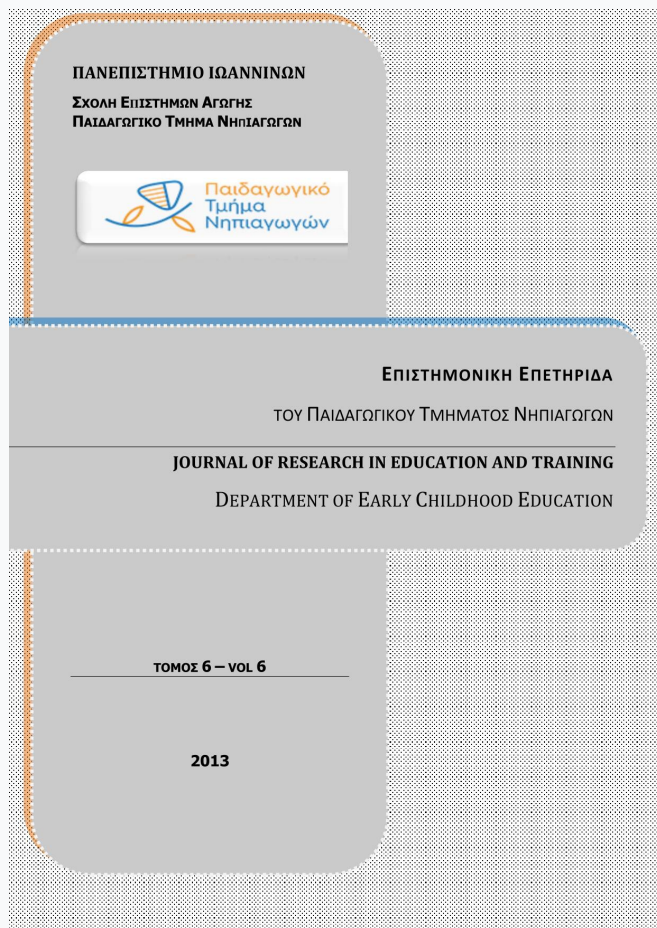 ΠΑΝΕΠΙΣΤΗΜΙΟ ΙΩΑΝΝΙΝΩΝ
ΣΧΟΛΗ ΕΠΙΣΤΗΜΩΝ ΑΓΩΓΗΣ
ΠΑΙΔΑΓΩΓΙΚΟ ΤΜΗΜΑ ΝΗΠΙΑΓΩΓΩΝ
Παιδαγωγικό
Τμήμα
Νηπιαγωγών
ΕΠΙΣΤΗΜΟΝΙΚΗ ΕΠΕΤΗΡΙΔΑ
ΤΟΥ ΠΑΙΔΑΓΩΓΙΚΟΥ ΤΜΗΜΑΤΟΣ ΝΗΠΙΑΓΩΓΩΝ
JOURNAL OF RESEARCH IN EDUCATION AND TRAINING
DEPARTMENT OF EARLY CHILDHOOD EDUCATION
ΤΟΜΟΣ 6 – VOL 6
2013